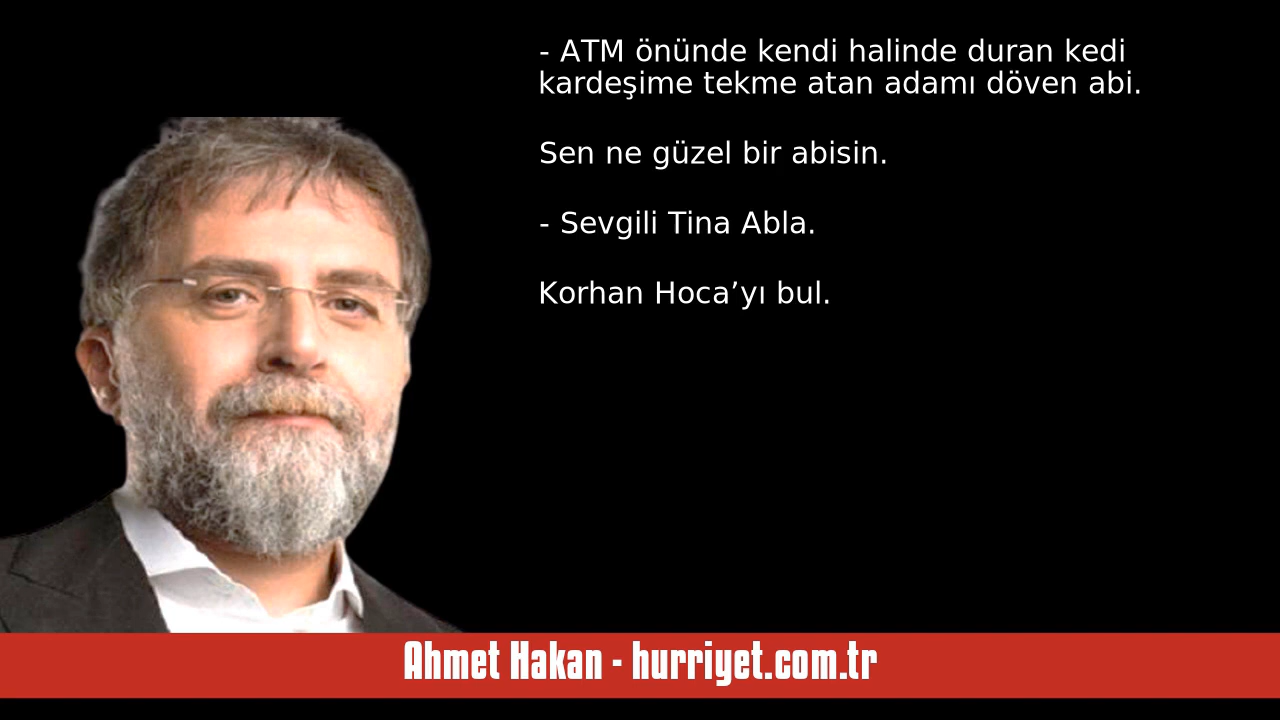 - ATM önünde kendi halinde duran kedi
kardeşime tekme atan adamı döven abi.
Sen ne güzel bir abisin.
- Sevgili Tina Abla.
Korhan Hoca’yı bul.
Ahmet Hakan - hurriyet.com.tr